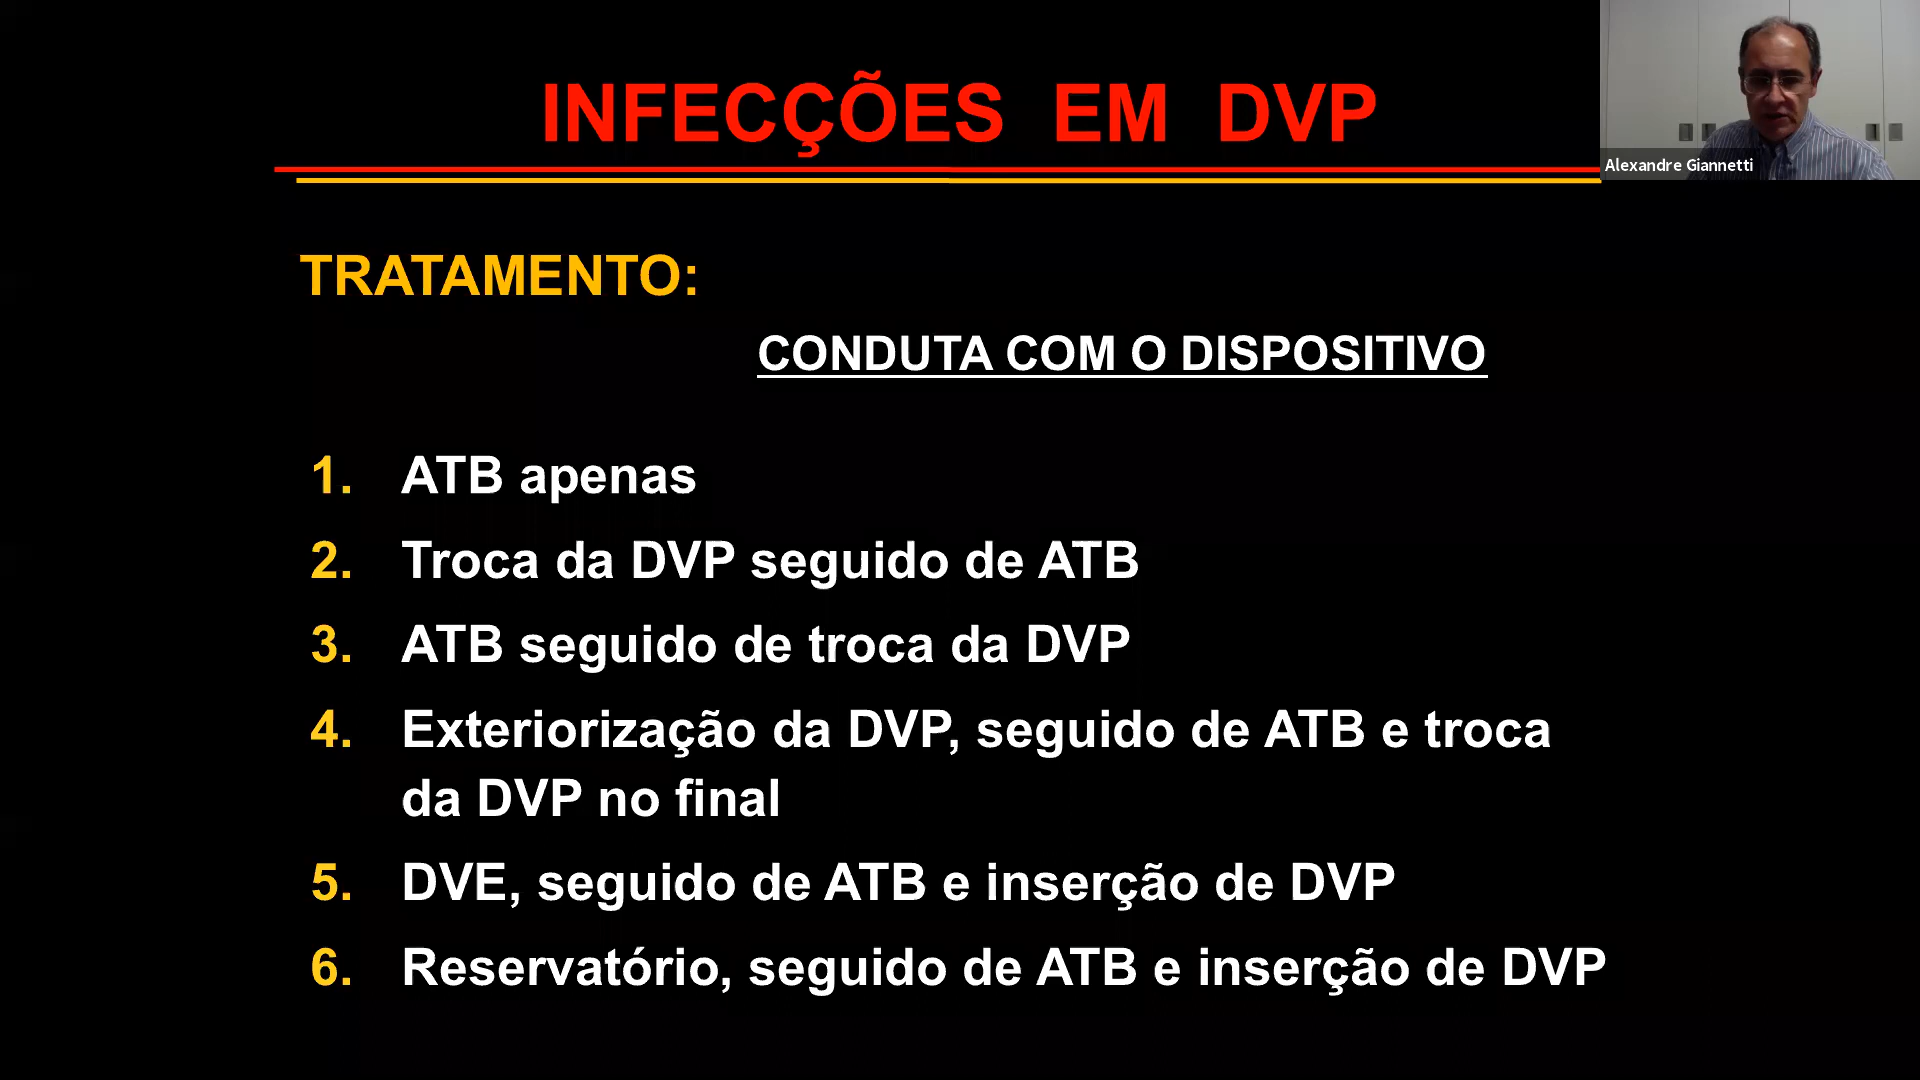 INFECÇÕES EM DVP
Alexandre Giannetti
TRATAMENTO:
CONDUTA COM O DISPOSITIVO
1. ATB apenas
2. Troca da DVP seguido de ATB
3. ATB seguido de troca da DVP
4. Exteriorização da DVP, seguido de ATB e troca
da DVP no final
5. DVE, seguido de ATB e inserção de DVP
6. Reservatório, seguido de ATB e inserção de DVP